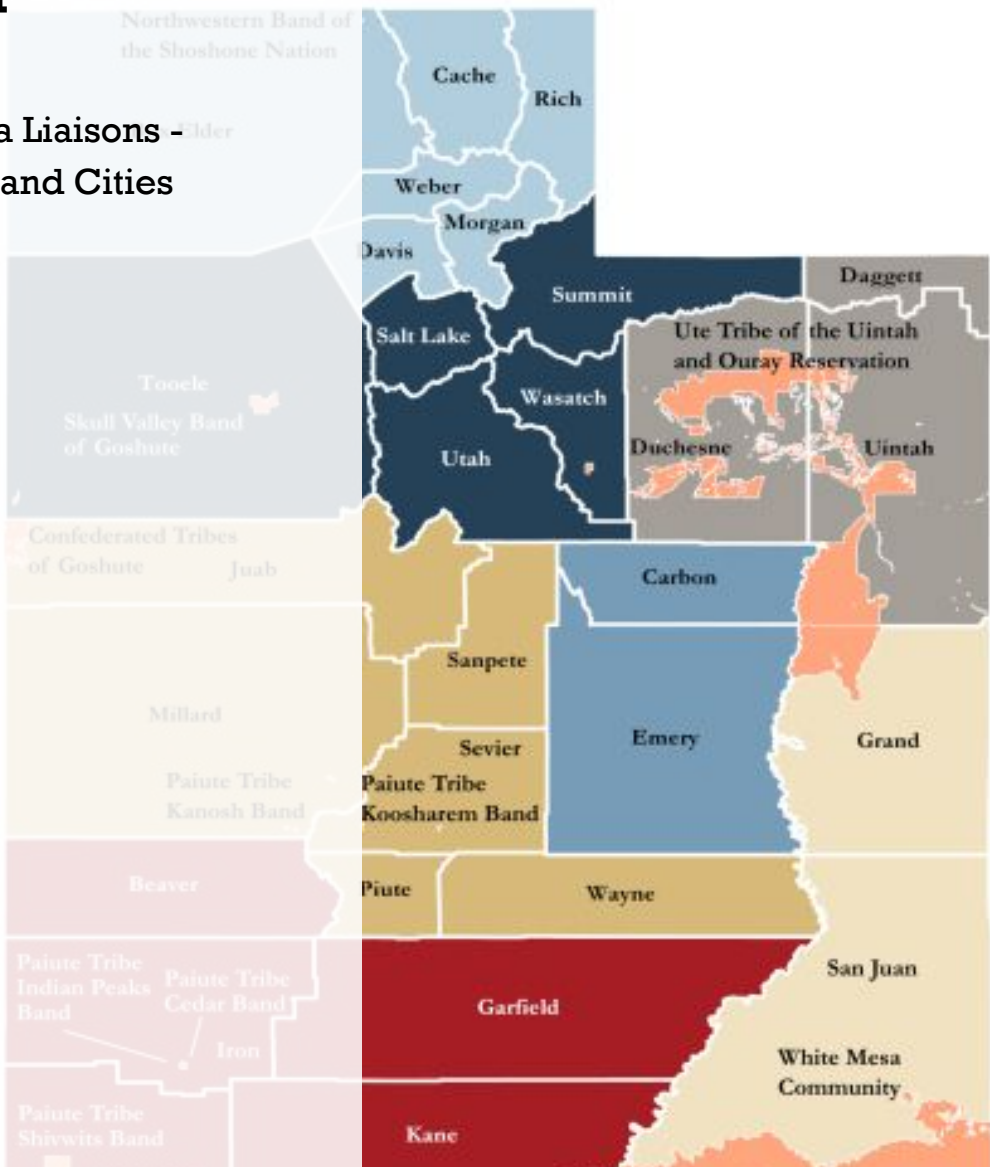 Northwestern Band of
the Shoshone Nation
Cache
Rich
a Liaisons -
Elder
and Cities
Weber
Morgan
Davis
Daggett
Summit
Salt Lake
Ute Tribe of the Uintah
and Ouray Reservation
Tooele
Wasatch
Skull Valley Band
of Goshute
Utah
Duchesne
Uintah
Confederated Tribes
of Goshute
Juab
Carbon
Sanpete
Millard
Emery
Grand
Sevier
Paiute Tribe
Kanosh Band
Paiute Tribe
Koosharem Band
Beaver
Piute
Wayne
Paiute Tribe
Indian Peaks
Band
Paiute Tribe
Cedar Band
San Juan
Garfield
Iron
White Mesa
Community
Paiute Tribe
Shivwits Band
Kane